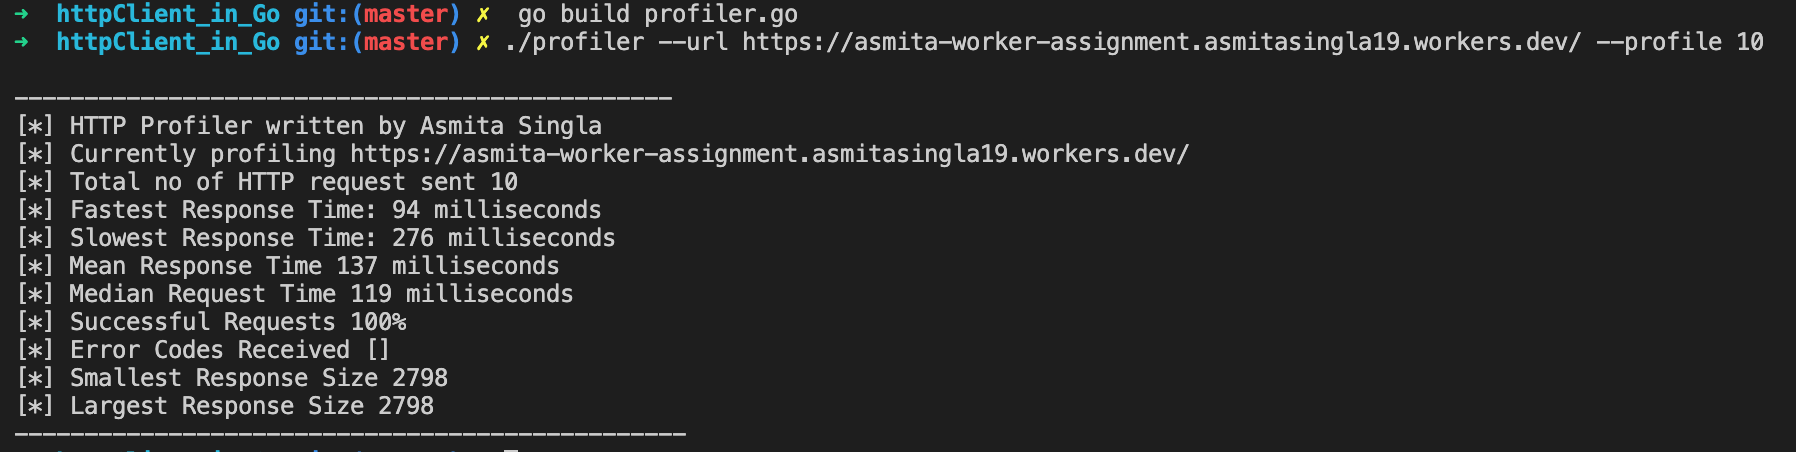 ➜  httpClient_in_Go git:(master) ✗  go build profiler.go
➜  httpClient_in_Go git:(master) ✗ ./profiler --url https://asmita-worker-assignment.asmitasingla19.workers.dev/ --profile 10
-----------------------------------------------
[*] HTTP Profiler written by Asmita Singla
[*] Currently profiling https://asmita-worker-assignment.asmitasingla19.workers.dev/
[*] Total no of HTTP request sent 10
[*] Fastest Response Time: 94 milliseconds
[*] Slowest Response Time: 276 milliseconds
[*] Mean Response Time 137 milliseconds
[*] Median Request Time 119 milliseconds
[*] Successful Requests 100%
[*] Error Codes Received []
[*] Smallest Response Size 2798
[*] Largest Response Size 2798
------------------------------------------------